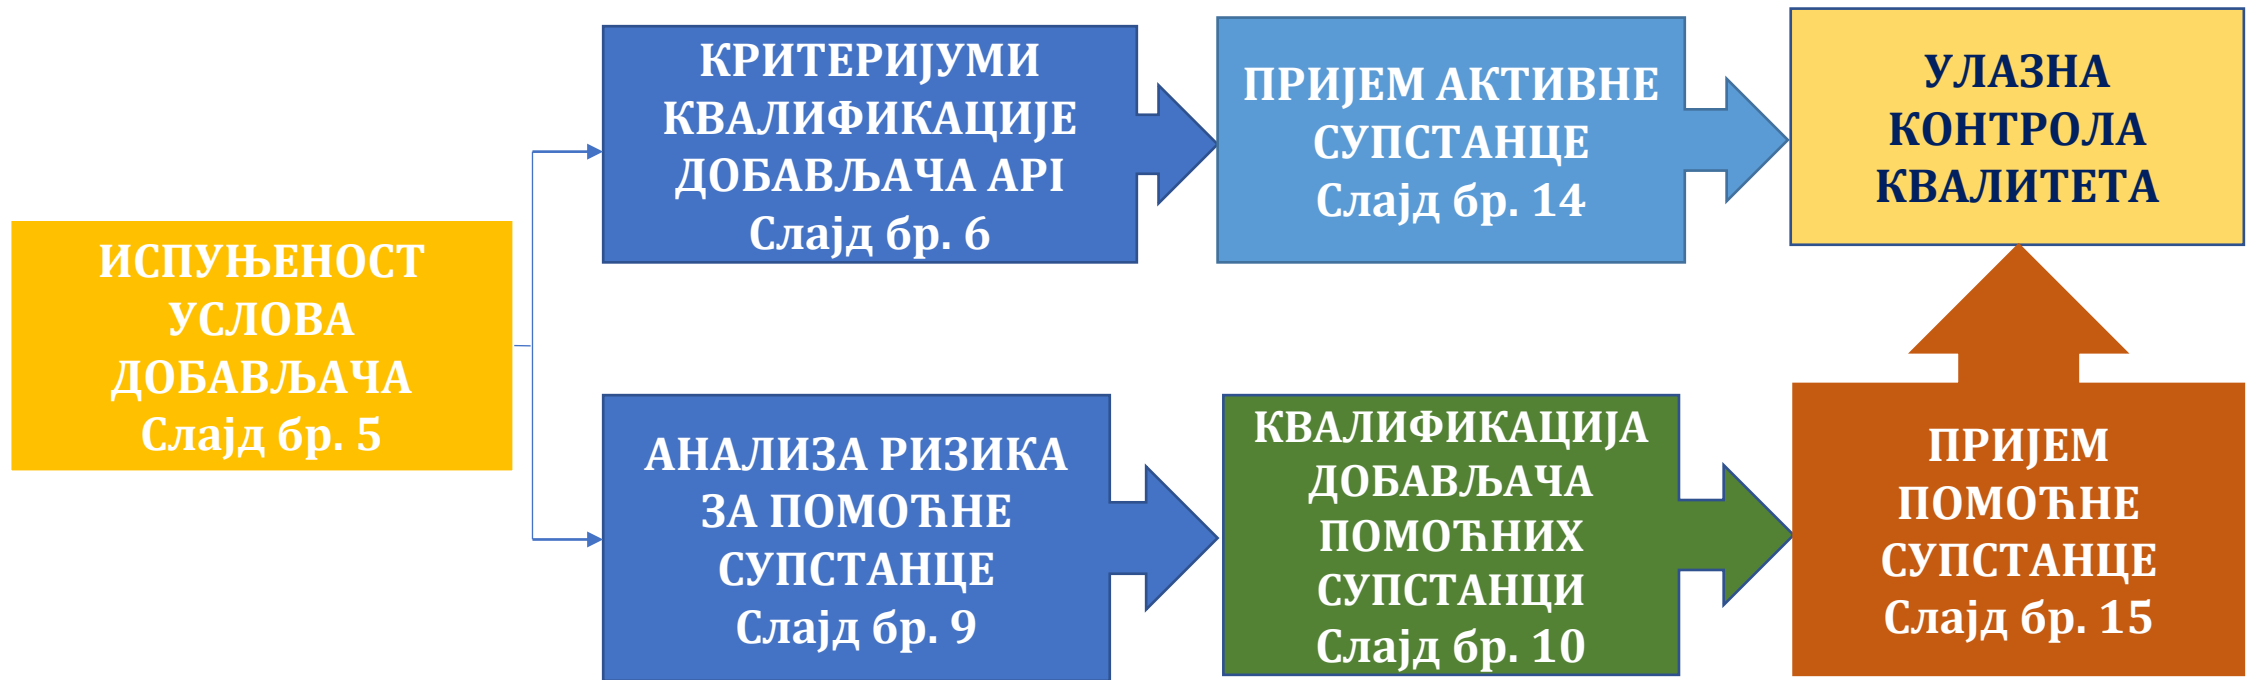 ИСПУЊЕНОСТ
УСЛОВА
ДОБАВЉАЧА
Слајд бр. 5
КРИТЕРИЈУМИ
КВАЛИФИКАЦИЈЕ
ДОБАВЉАЧА API
Слајд бр. 6
ПРИЈЕМ АКТИВНЕ
СУПСТАНЦЕ
Слајд бр. 14
УЛАЗНА
КОНТРОЛА
КВАЛИТЕТА
АНАЛИЗА РИЗИКА
ЗА ПОМОЋНЕ
СУПСТАНЦЕ
Слајд бр. 9
КВАЛИФИКАЦИЈА
ДОБАВЉАЧА
ПОМОЋНИХ
СУПСТАНЦИ
Слајд бр. 10
ПРИЈЕМ
ПОМОЋНЕ
СУПСТАНЦЕ
Слајд бр. 15